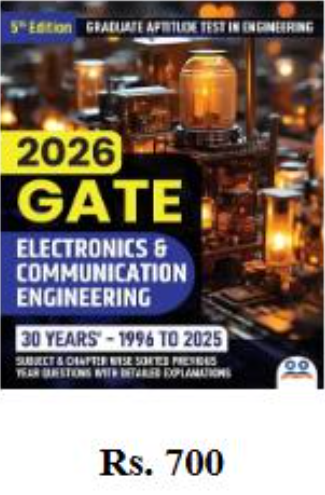 5th Edition GRADUATE APTITUDE TEST IN ENGINEERING
2026
GATE
ELECTRONICS &
COMMUNICATION
ENGINEERING
30 YEARS' - 1996 TO 2025
SUBJECT & CHAPTER WISE SORTED PREVIOUS
YEAR QUESTIONS WITH DETAILED EXPLANATIONS
Rs. 700